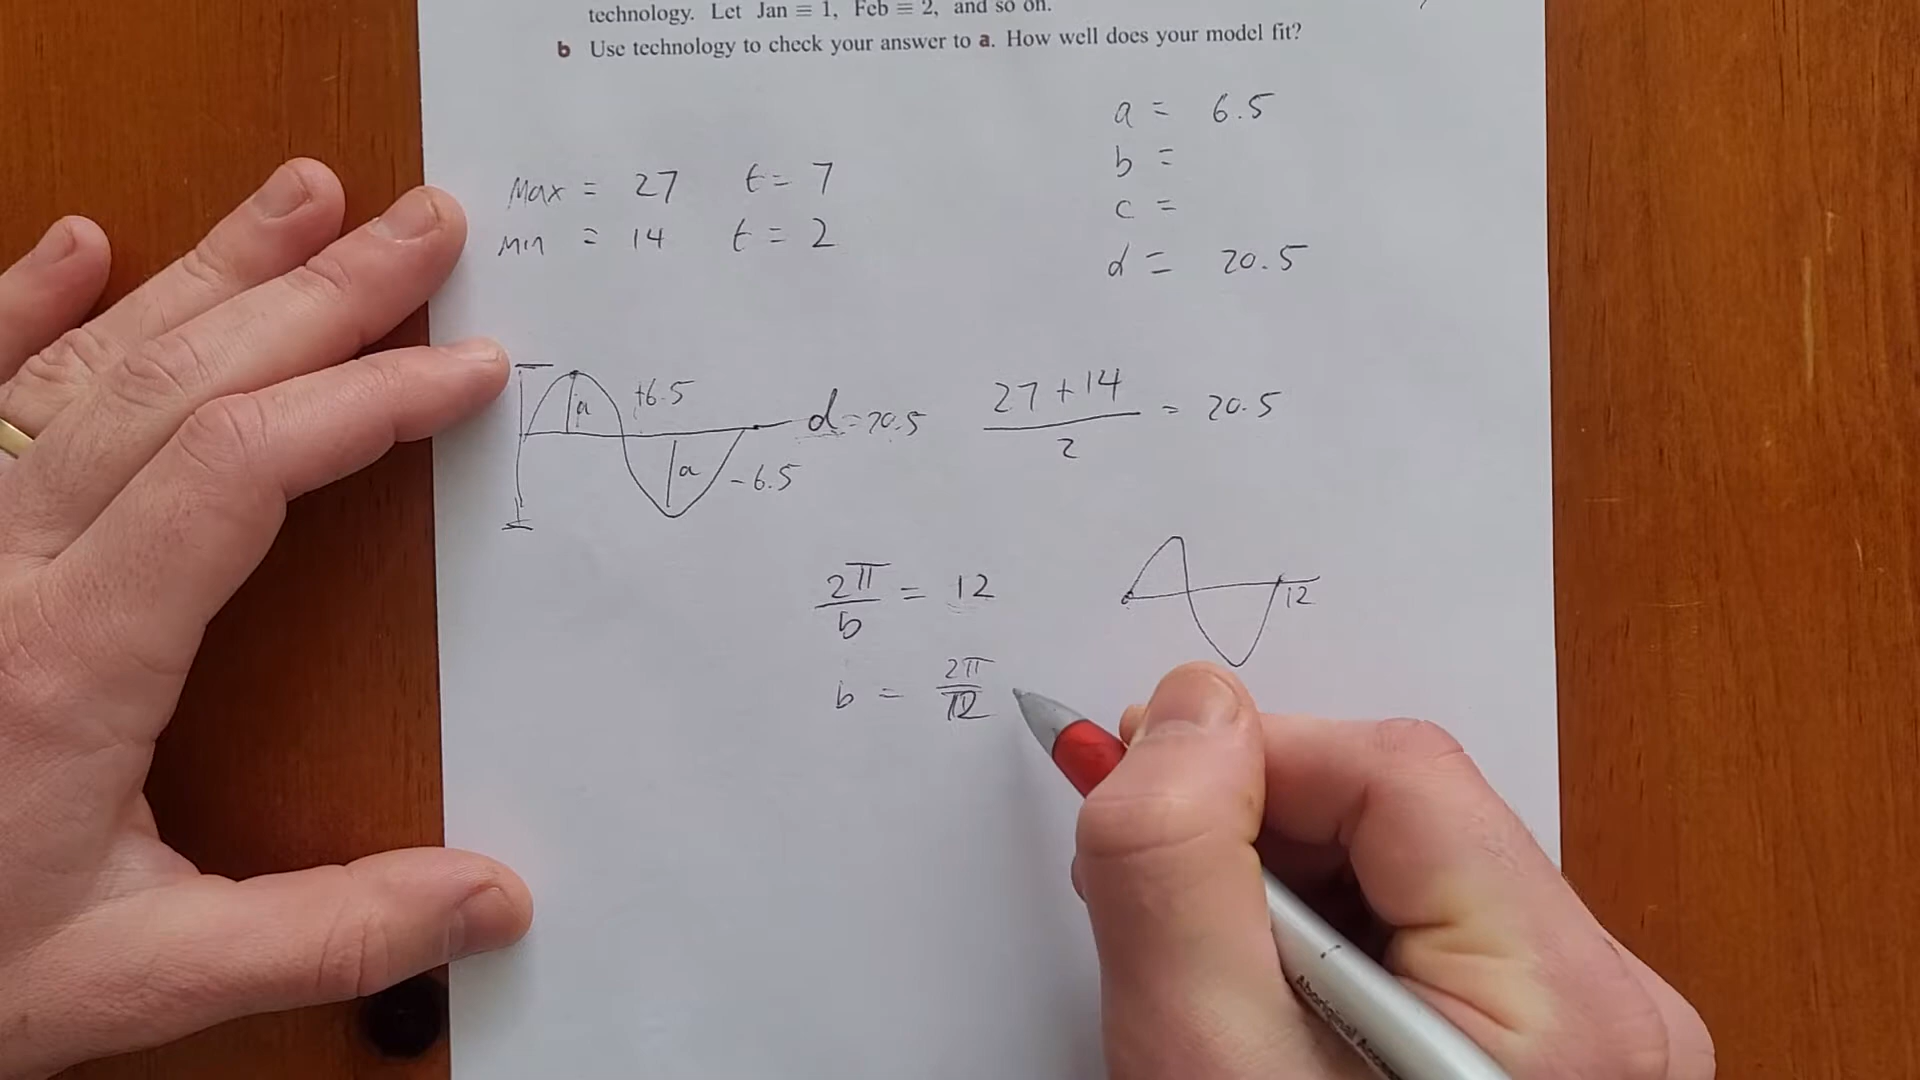 technology. Let Jan ≡ 1, Feb ≡ 2, and so on.
b Use technology to check your answer to a. How well does your model fit?
a = 6.5
b =
c =
d = 20.5
Max = 27 t = 7
Min = 14 t = 2
a +6.5
a -6.5
d = 20.5
27 + 14
2
= 20.5
2π
b
= 12
12
b =
2π
12
Aboriginal